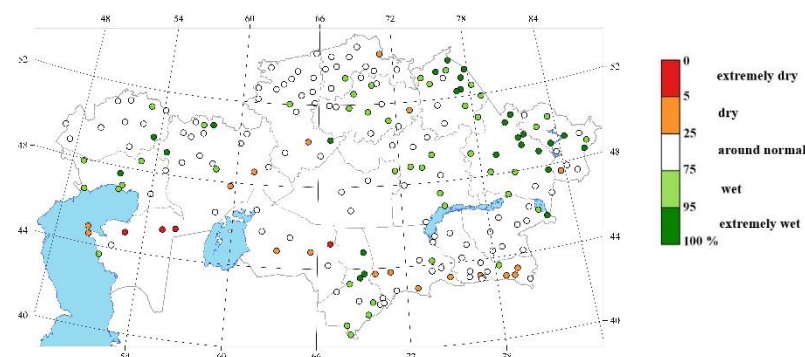 48 54 60 66 72 78 84
52 52
48 48
44 44
40 40
54 60 66 72 78
0
extremely dry
5
dry
25
around normal
75
wet
95
extremely wet
100 %